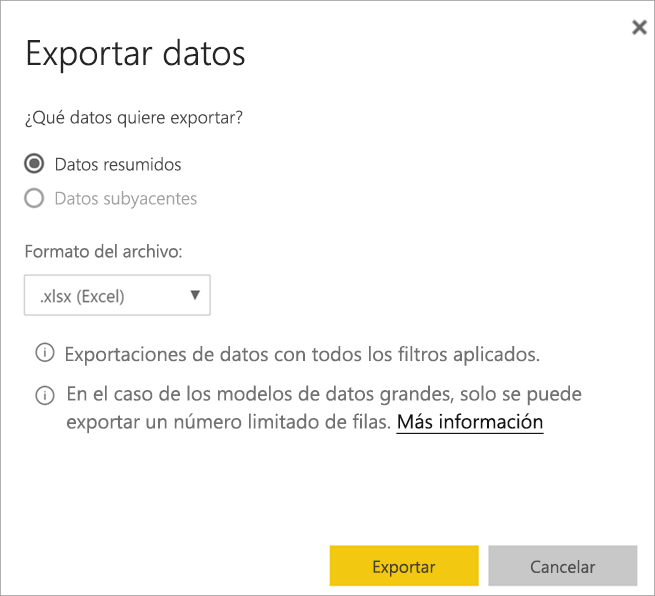 Exportar datos
¿Qué datos quiere exportar?
Datos resumidos
Datos subyacentes
Formato del archivo:
.xlsx (Excel)
Exportaciones de datos con todos los filtros aplicados.
En el caso de los modelos de datos grandes, solo se puede
exportar un número limitado de filas. Más información
Exportar
Cancelar